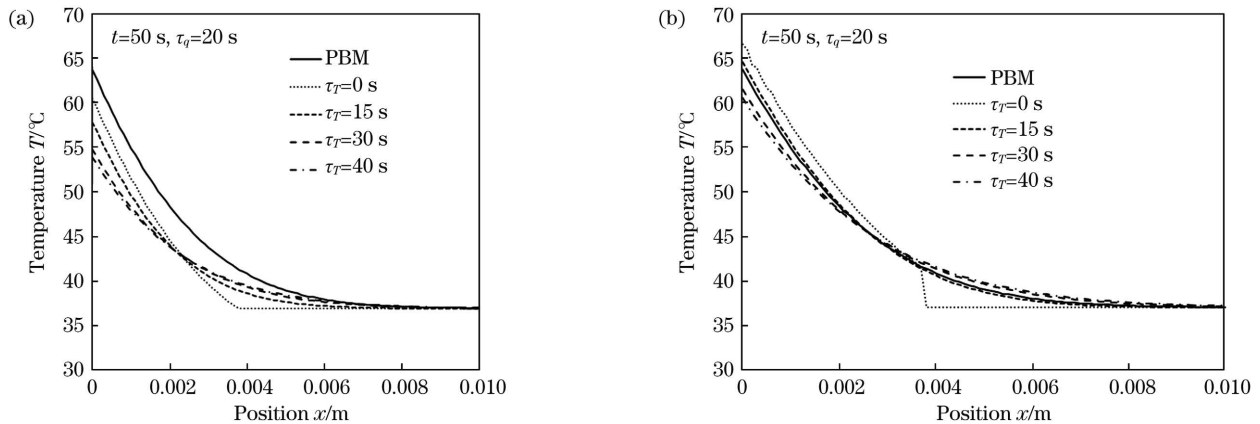 (a)
t=50 s, τq=20 s
PBM
τT=0 s
τT=15 s
τT=30 s
τT=40 s
Temperature T/℃
70
65
60
55
50
45
40
35
30
0
0.002
0.004
0.006
0.008
0.010
Position x/m
(b)
t=50 s, τq=20 s
PBM
τT=0 s
τT=15 s
τT=30 s
τT=40 s
Temperature T/℃
70
65
60
55
50
45
40
35
30
0
0.002
0.004
0.006
0.008
0.010
Position x/m